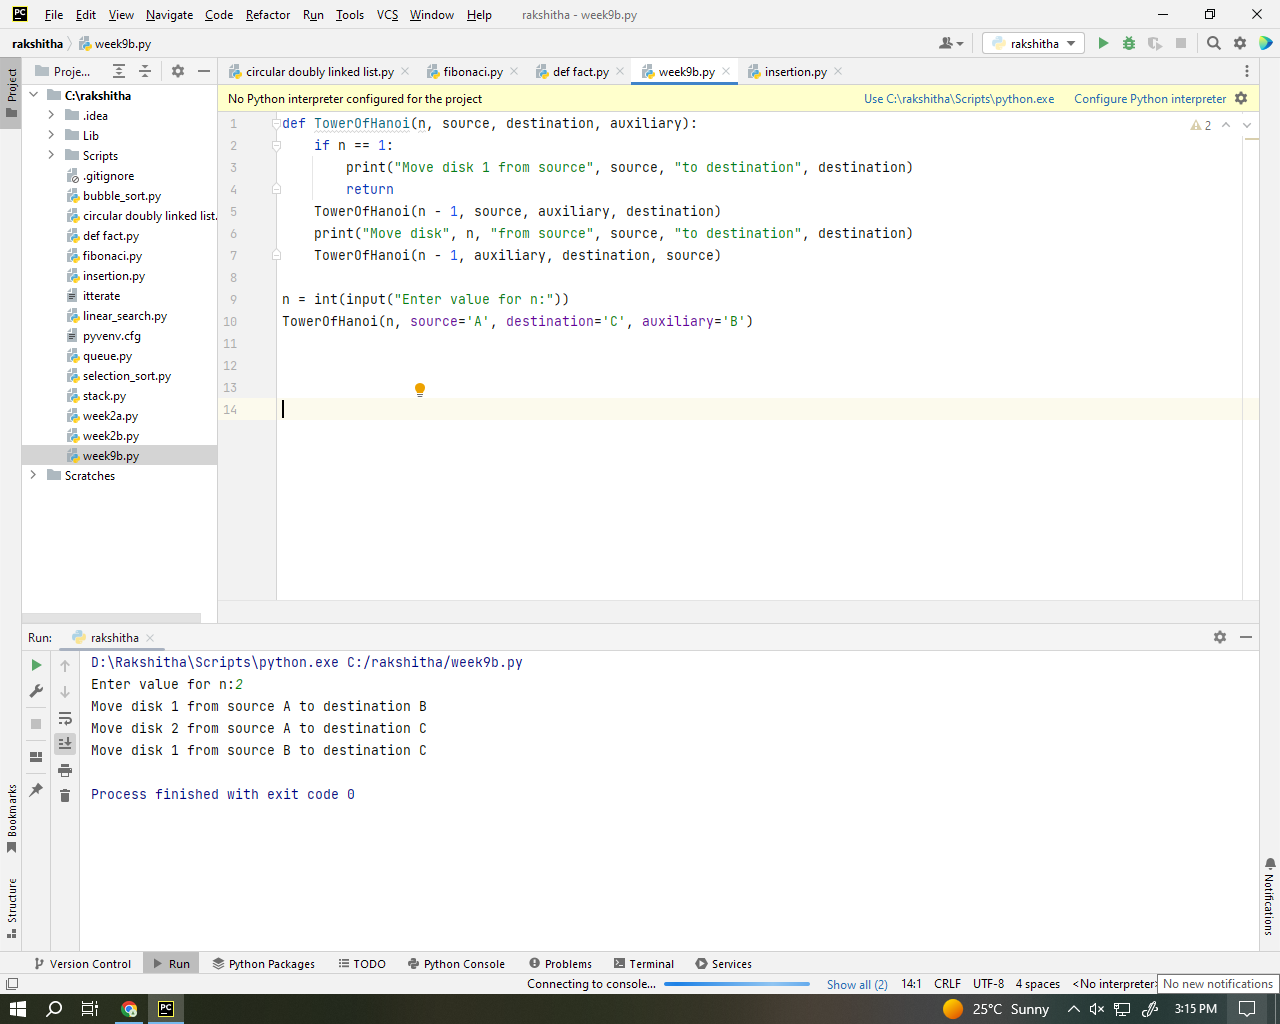 PC File Edit View Navigate Code Refactor Run Tools VCS Window Help rakshitha - week9b.py
rakshitha week9b.py rakshitha
Project
Proje...
circular doubly linked list.py fibonaci.py def fact.py week9b.py insertion.py
C:\rakshitha
.idea
Lib
Scripts
.gitignore
bubble_sort.py
circular doubly linked list.
def fact.py
fibonaci.py
insertion.py
itterate
linear_search.py
pyvenv.cfg
queue.py
selection_sort.py
stack.py
week2a.py
week2b.py
week9b.py
Scratches
No Python interpreter configured for the project Use C:\rakshitha\Scripts\python.exe Configure Python interpreter
2
1 def TowerOfHanoi(n, source, destination, auxiliary):
2 if n == 1:
3 print("Move disk 1 from source", source, "to destination", destination)
4 return
5 TowerOfHanoi(n - 1, source, auxiliary, destination)
6 print("Move disk", n, "from source", source, "to destination", destination)
7 TowerOfHanoi(n - 1, auxiliary, destination, source)
8
9 n = int(input("Enter value for n:"))
10 TowerOfHanoi(n, source='A', destination='C', auxiliary='B')
11
12
13
14
Run: rakshitha
D:\Rakshitha\Scripts\python.exe C:/rakshitha/week9b.py
Enter value for n:2
Move disk 1 from source A to destination B
Move disk 2 from source A to destination C
Move disk 1 from source B to destination C
Process finished with exit code 0
Bookmarks
Structure
Notifications
Version Control Run Python Packages TODO Python Console Problems Terminal Services
Connecting to console... Show all (2) 14:1 CRLF UTF-8 4 spaces <No interpreter> No new notifications
PC 25°C Sunny 3:15 PM